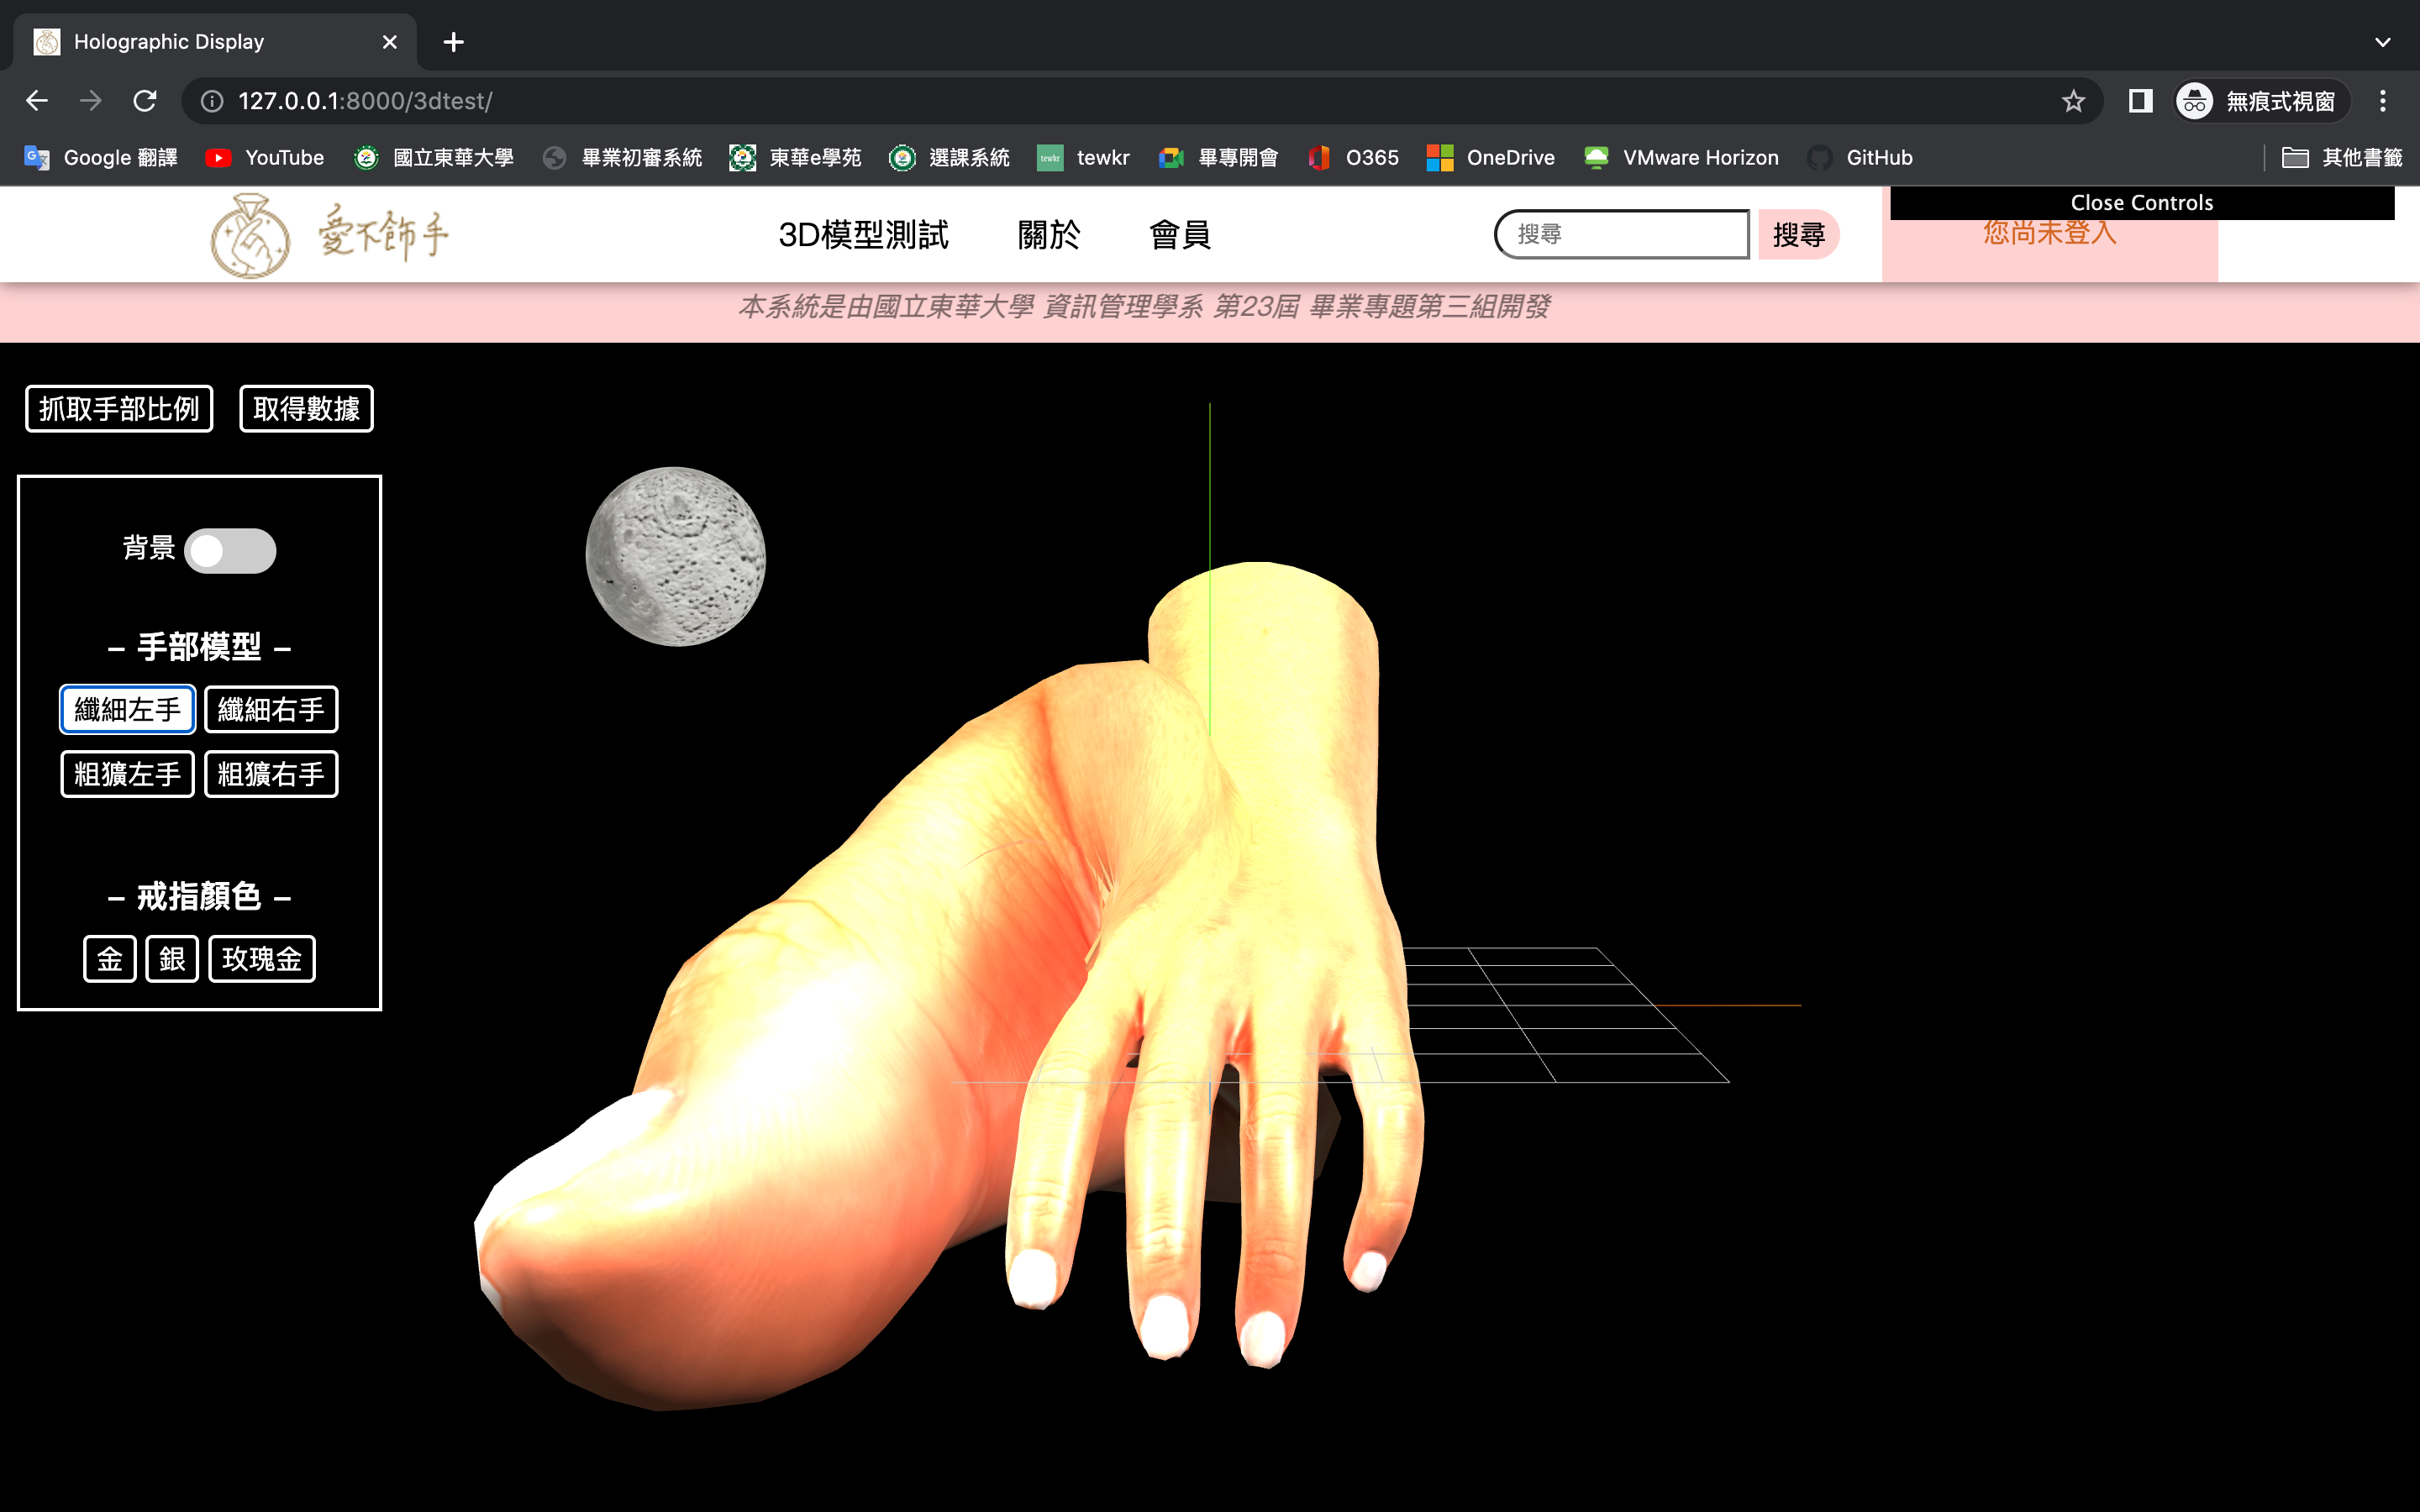 Holographic Display
127.0.0.1:8000/3dtest/
無痕式視窗
Google 翻譯
YouTube
國立東華大學
畢業初審系統
東華e學苑
選課系統
tewkr
tewkr
畢專開會
O365
OneDrive
VMware Horizon
GitHub
其他書籤
愛不飾手
3D模型測試
關於
會員
搜尋
搜尋
Close Controls
您尚未登入
本系統是由國立東華大學 資訊管理學系 第23屆 畢業專題第三組開發
抓取手部比例
取得數據
背景
– 手部模型 –
纖細左手
纖細右手
粗獷左手
粗獷右手
– 戒指顏色 –
金
銀
玫瑰金